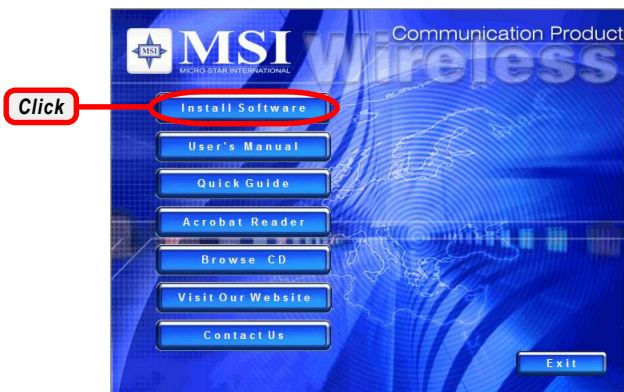 Communication Product
Wireless
MSI
MSI
MICRO-STAR INTERNATIONAL
Click
Install Software
User's Manual
Quick Guide
Acrobat Reader
Browse CD
Visit Our Website
Contact Us
Exit